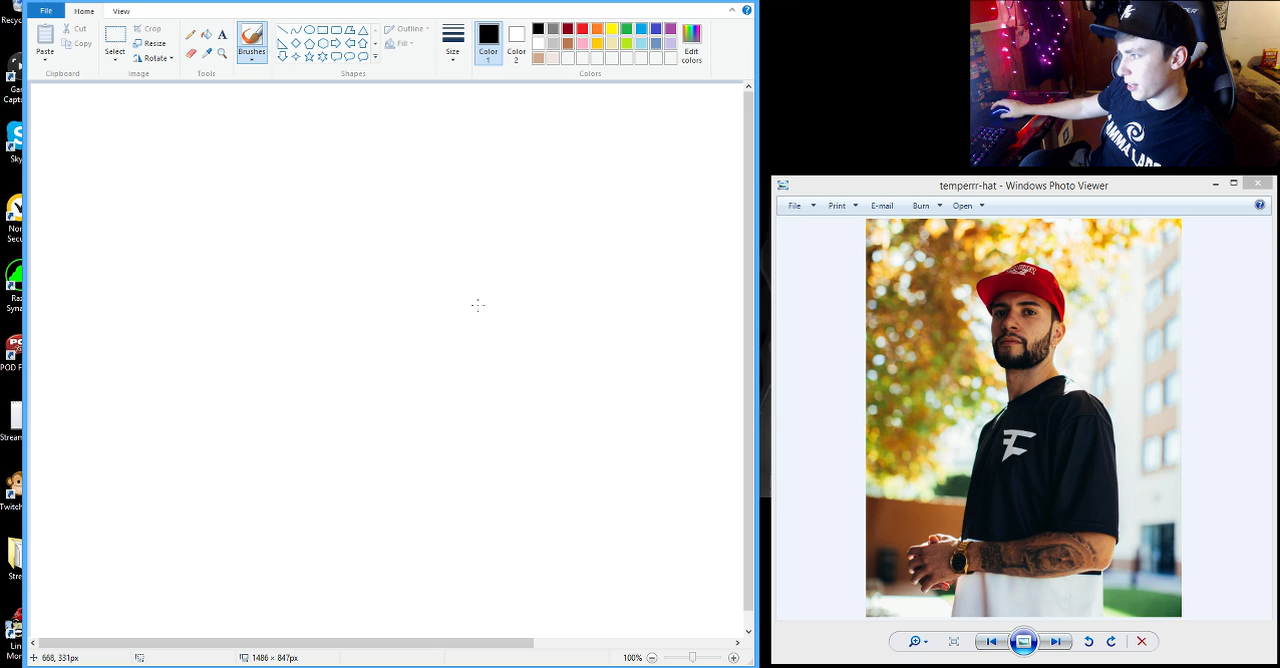 File
Home
View
Paste
Cut
Copy
Clipboard
Select
Crop
Resize
Rotate
Image
A
Tools
Brushes
Outline
Fill
Shapes
Size
Color
1
Color
2
Edit
colors
Colors
668, 331px
1486 × 847px
100%
temperrr-hat - Windows Photo Viewer
File
Print
E-mail
Burn
Open